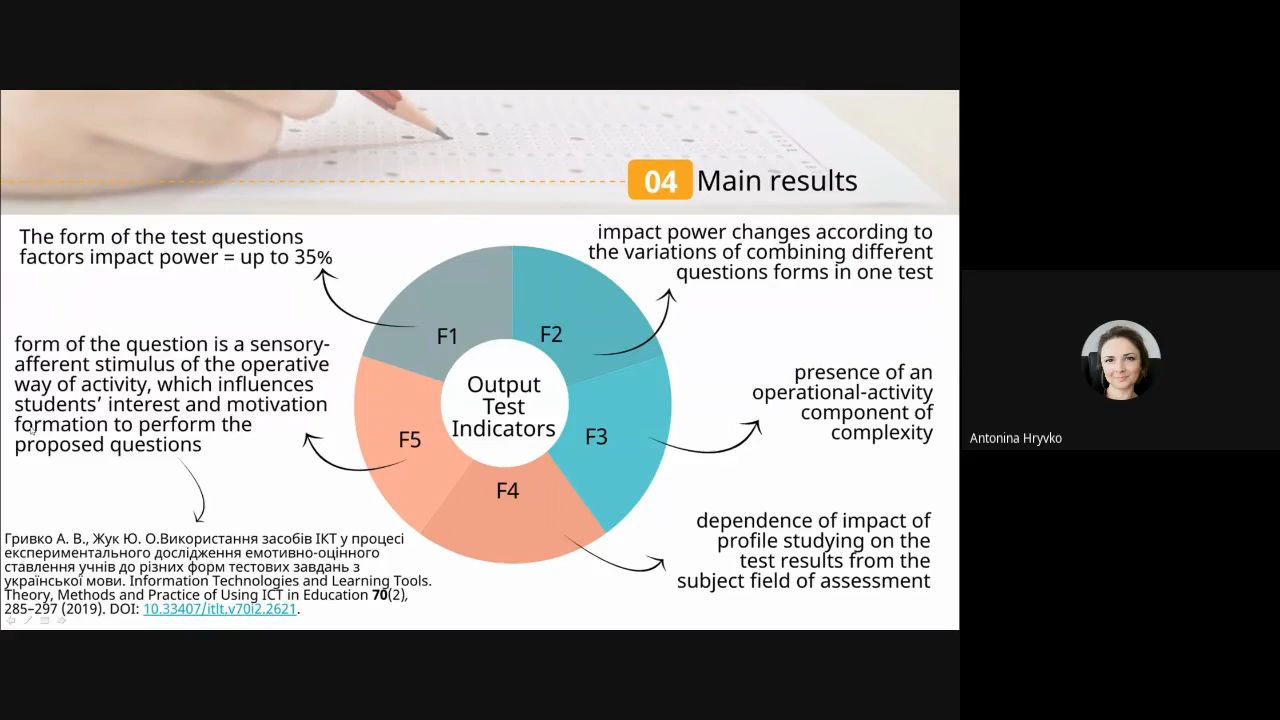 04 Main results
The form of the test questions
factors impact power = up to 35%
impact power changes according to
the variations of combining different
questions forms in one test
form of the question is a sensory-
afferent stimulus of the operative
way of activity, which influences
students’ interest and motivation
formation to perform the
proposed questions
F1
F2
F3
F4
F5
Output
Test
Indicators
presence of an
operational-activity
component of
complexity
dependence of impact of
profile studying on the
test results from the
subject field of assessment
Гривко А. В., Жук Ю. О.Використання засобів ІКТ у процесі
експериментального дослідження емотивно-оцінного
ставлення учнів до різних форм тестових завдань з
української мови. Information Technologies and Learning Tools.
Theory, Methods and Practice of Using ICT in Education 70(2),
285–297 (2019). DOI: 10.33407/itlt.v70i2.2621.
Antonina Hryvko